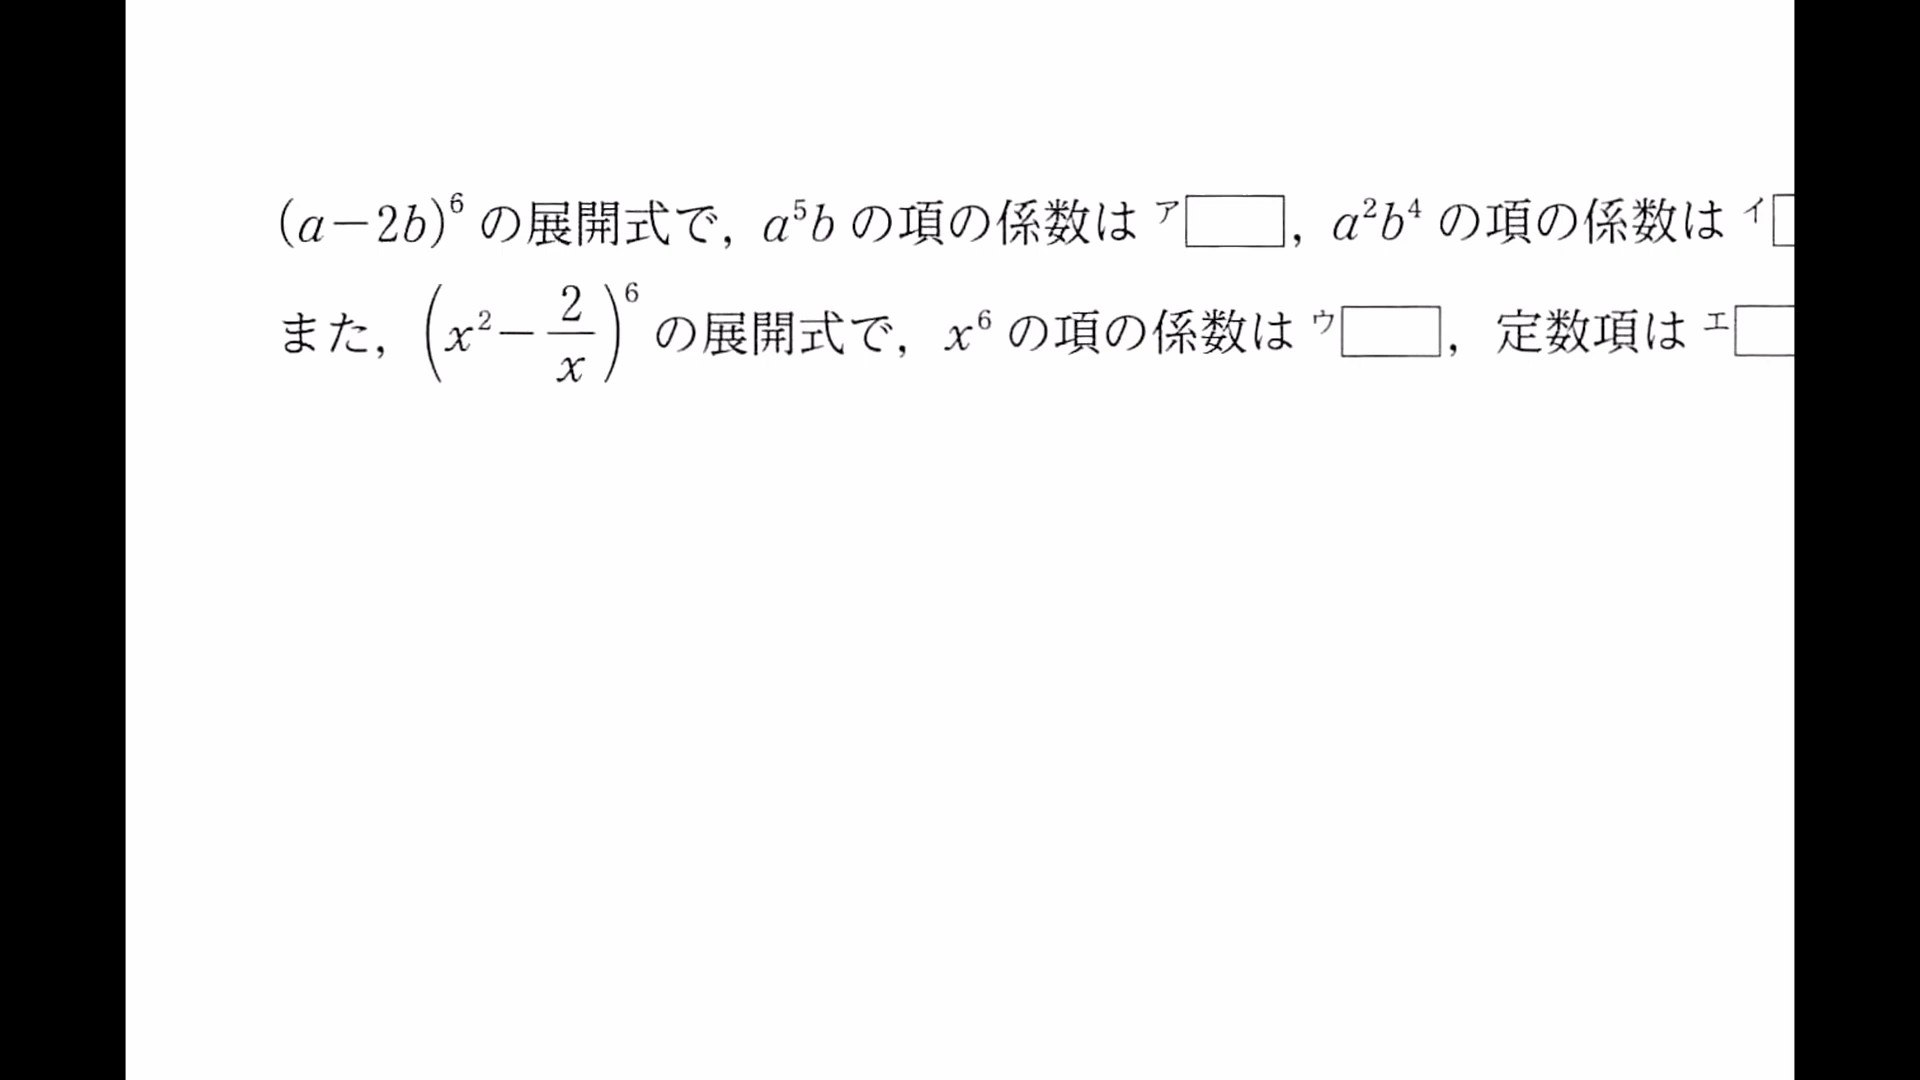 (a−2b)⁶ の展開式で, a⁵b の項の係数は ア□, a²b⁴ の項の係数は イ□
また, (x²−2/x)⁶ の展開式で, x⁶ の項の係数は ウ□, 定数項は エ□